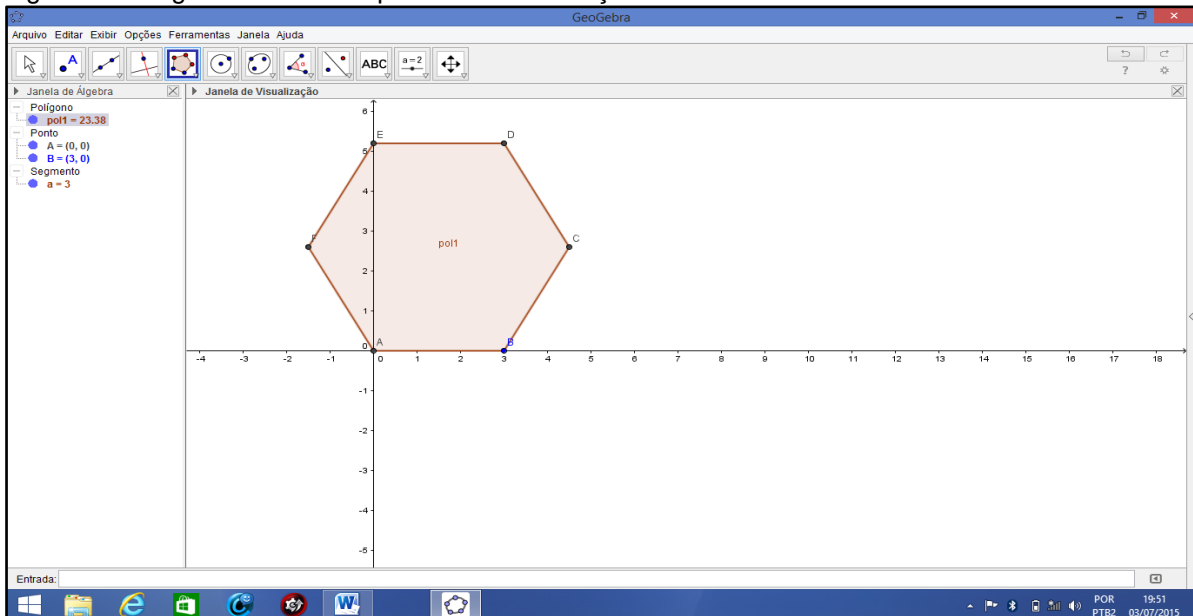 GeoGebra
Arquivo Editar Exibir Opções Ferramentas Janela Ajuda
A ABC a=2 ?
Janela de Álgebra
Polígono
pol1 = 23.38
Ponto
A = (0, 0)
B = (3, 0)
Segmento
a = 3
Janela de Visualização
6
E D
5
4
3
F pol1 C
2
1
0 A B
-4 -3 -2 -1 0 1 2 3 4 5 6 7 8 9 10 11 12 13 14 15 16 17 18
-1
-2
-3
-4
-5
Entrada:
W POR 19:51
PTB2 03/07/2015